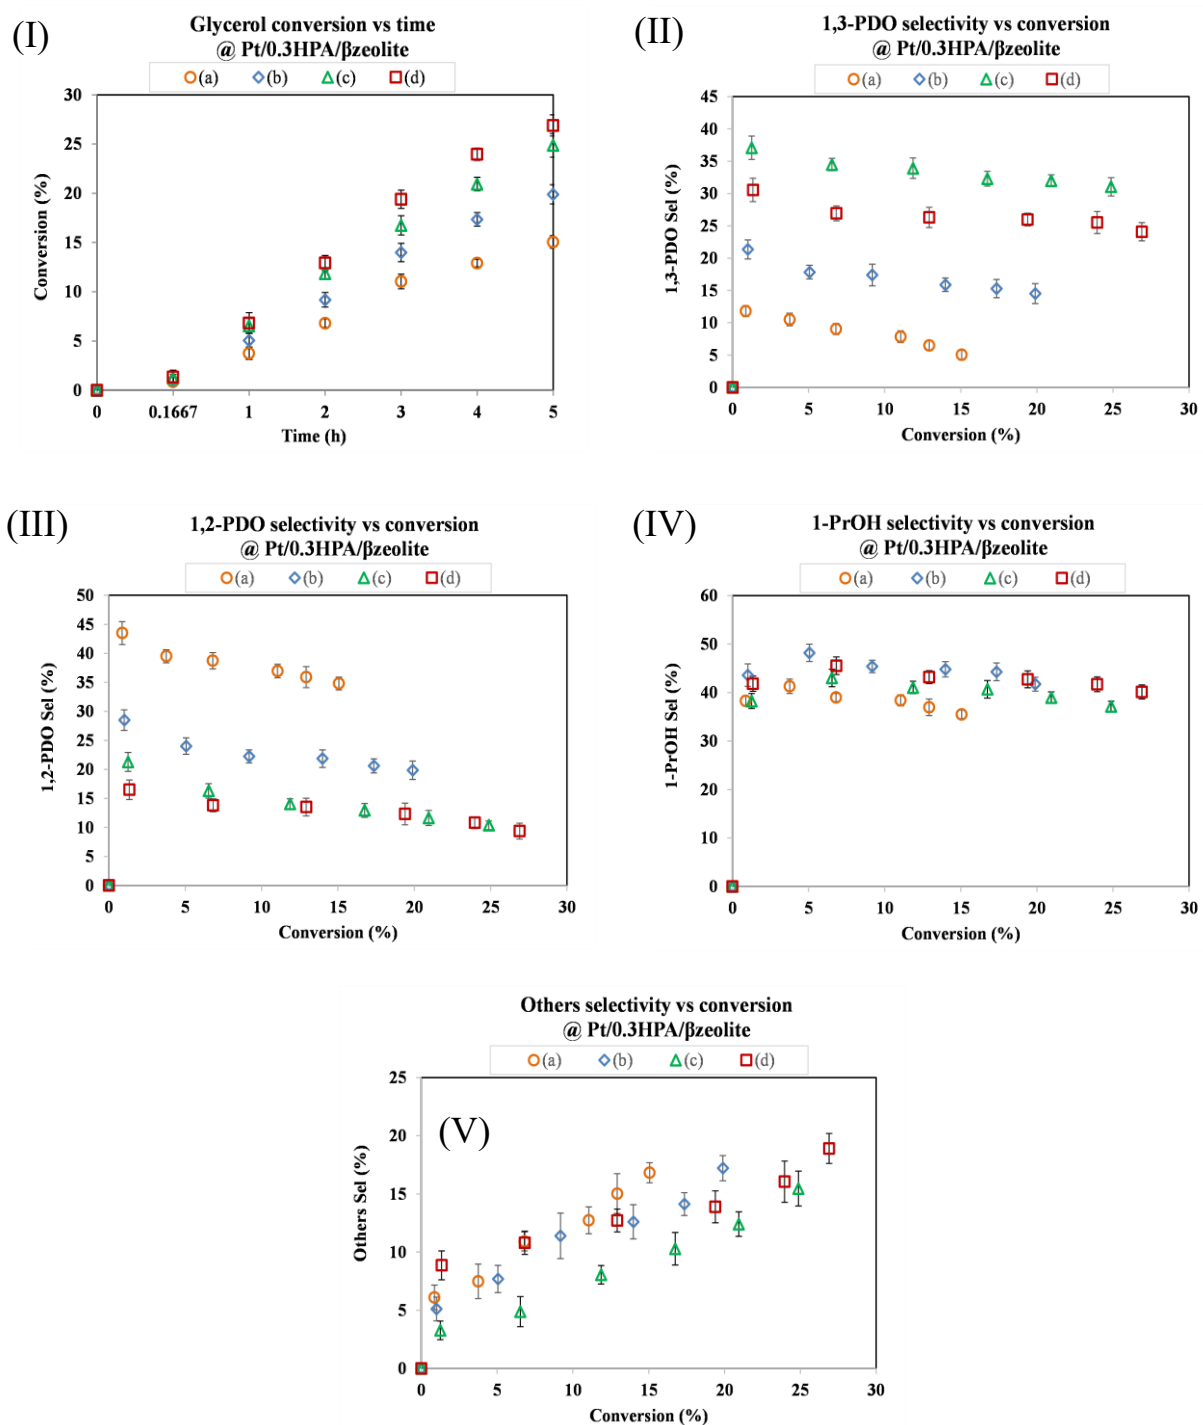 (I)
Glycerol conversion vs time
@ Pt/0.3HPA/βzeolite
(a) (b) (c) (d)
30
25
20
15
10
5
0
Conversion (%)
0 0.1667 1 2 3 4 5
Time (h)
(II)
1,3-PDO selectivity vs conversion
@ Pt/0.3HPA/βzeolite
(a) (b) (c) (d)
45
40
35
30
25
20
15
10
5
0
1,3-PDO Sel (%)
0 5 10 15 20 25 30
Conversion (%)
(III)
1,2-PDO selectivity vs conversion
@ Pt/0.3HPA/βzeolite
(a) (b) (c) (d)
50
45
40
35
30
25
20
15
10
5
0
1,2-PDO Sel (%)
0 5 10 15 20 25 30
Conversion (%)
(IV)
1-PrOH selectivity vs conversion
@ Pt/0.3HPA/βzeolite
(a) (b) (c) (d)
60
50
40
30
20
10
0
1-PrOH Sel (%)
0 5 10 15 20 25 30
Conversion (%)
Others selectivity vs conversion
@ Pt/0.3HPA/βzeolite
(a) (b) (c) (d)
(V)
25
20
15
10
5
0
Others Sel (%)
0 5 10 15 20 25 30
Conversion (%)